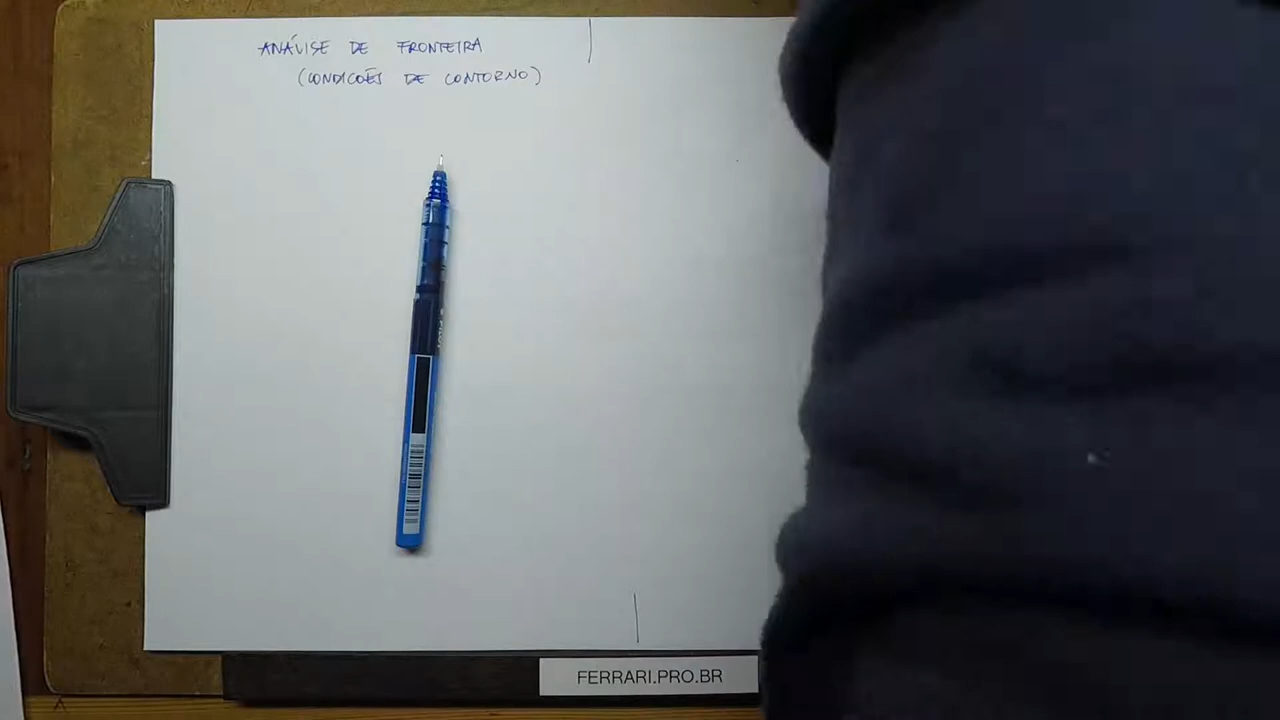 ANÁLISE DE FRONTEIRA
(CONDIÇÕES DE CONTORNO)
FERRARI.PRO.BR